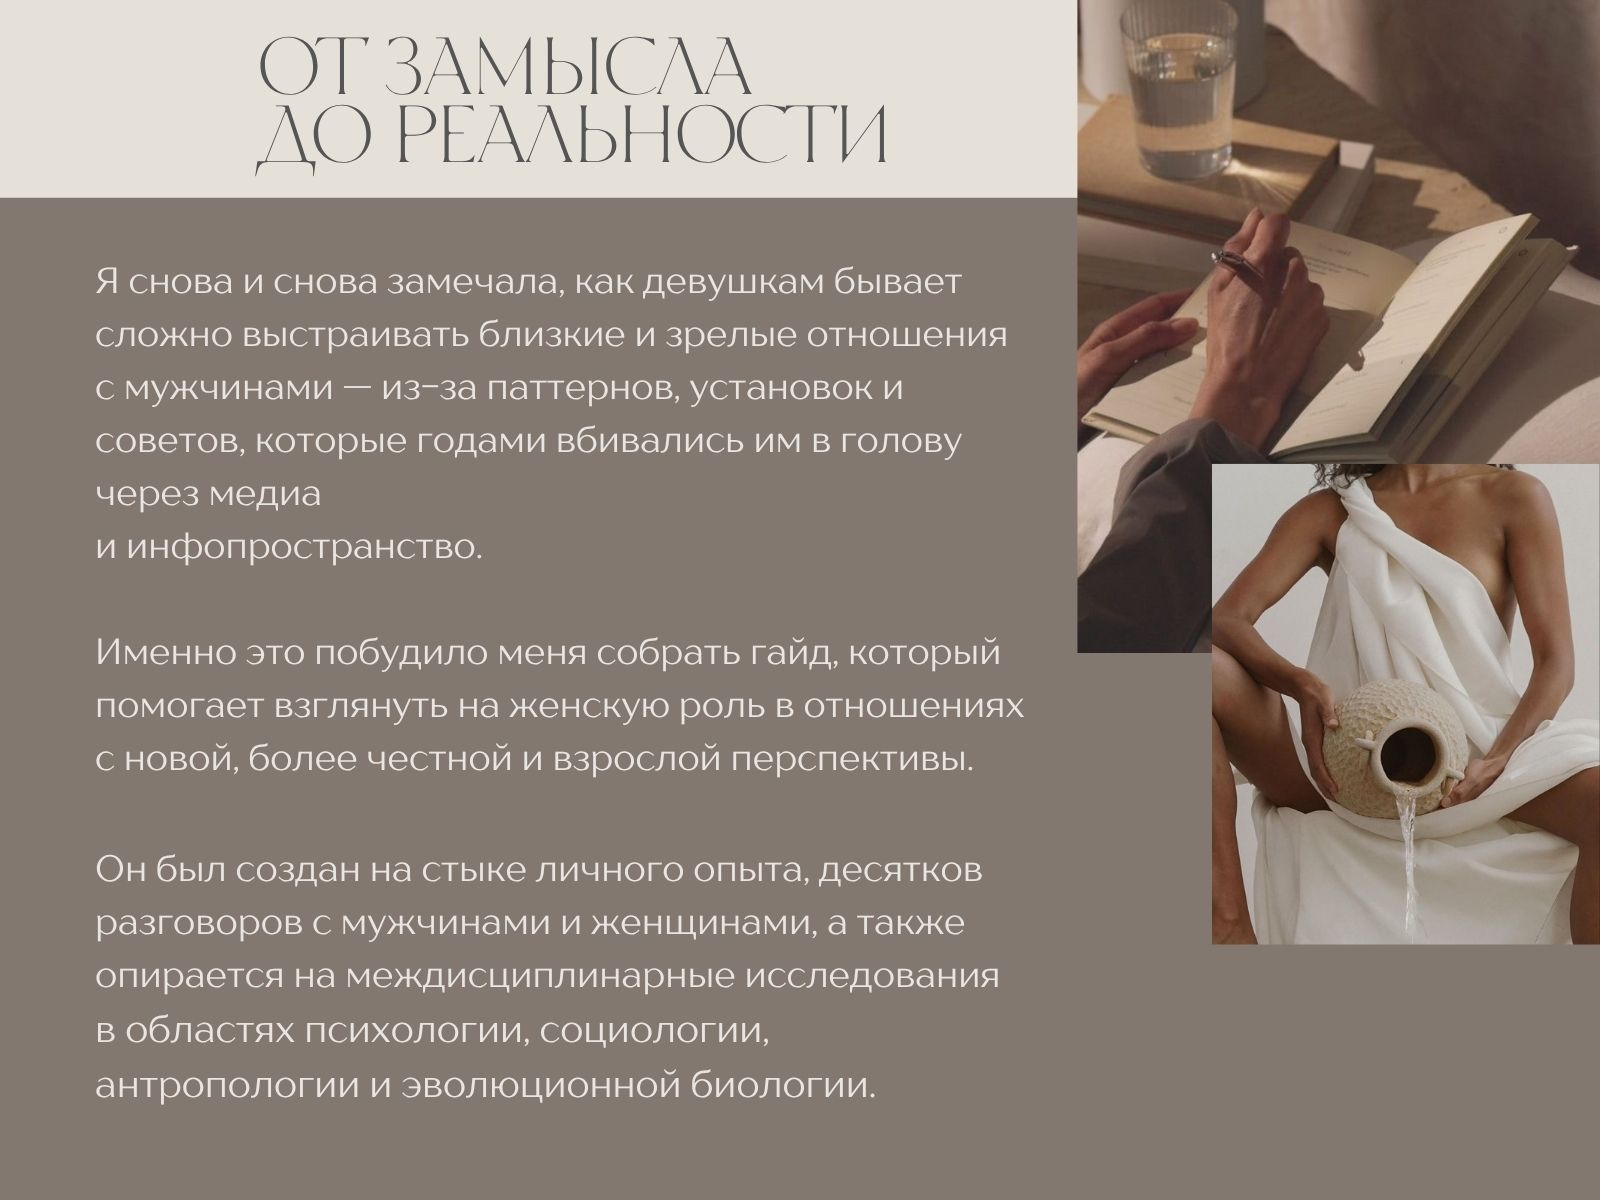 ОТ ЗАМЫСЛА
ДО РЕАЛЬНОСТИ
Я снова и снова замечала, как девушкам бывает
сложно выстраивать близкие и зрелые отношения
с мужчинами — из-за паттернов, установок и
советов, которые годами вбивались им в голову
через медиа
и инфопространство.
Именно это побудило меня собрать гайд, который
помогает взглянуть на женскую роль в отношениях
с новой, более честной и взрослой перспективы.
Он был создан на стыке личного опыта, десятков
разговоров с мужчинами и женщинами, а также
опирается на междисциплинарные исследования
в областях психологии, социологии,
антропологии и эволюционной биологии.